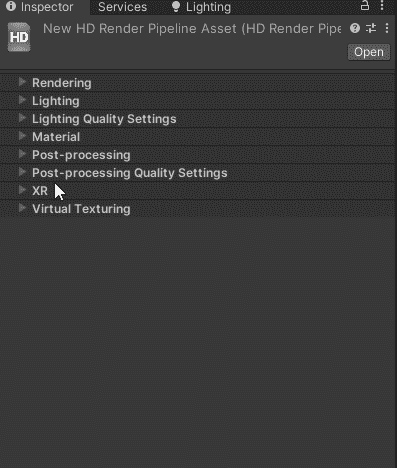 Inspector Services Lighting
HD New HD Render Pipeline Asset (HD Render Pipe
Open
Rendering
Lighting
Lighting Quality Settings
Material
Post-processing
Post-processing Quality Settings
XR
Virtual Texturing